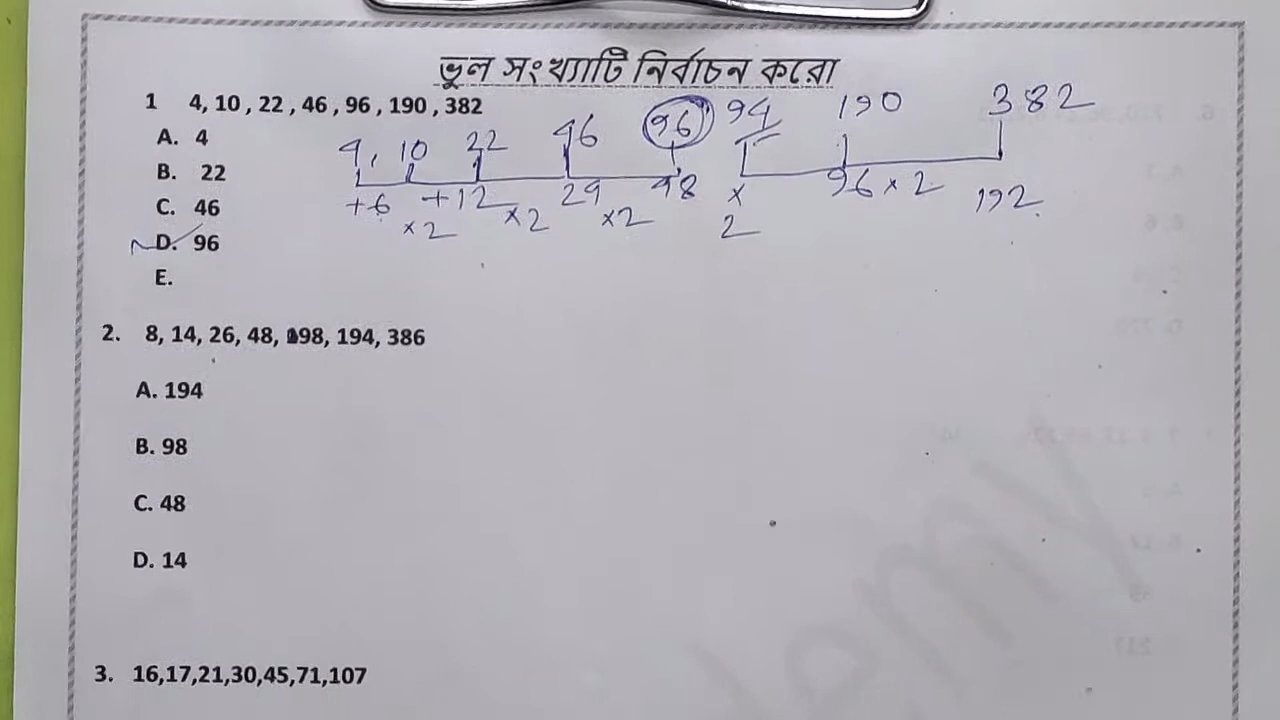 ভুল সংখ্যাটি নির্বাচন করো
1 4, 10 , 22 , 46 , 96 , 190 , 382
A. 4
B. 22
C. 46
D. 96
E.
4, 10 22 46 96 94 190 382
+6 +12 24 48 × 96 × 2 192
× 2 × 2 × 2 2
2. 8, 14, 26, 48, 98, 194, 386
A. 194
B. 98
C. 48
D. 14
3. 16,17,21,30,45,71,107